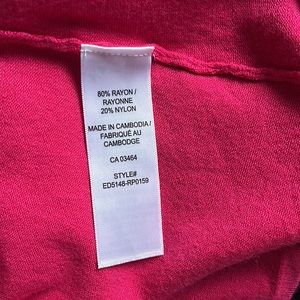 80% RAYON /
RAYONNE
20% NYLON
MADE IN CAMBODIA /
FABRIQUÉ AU
CAMBODGE
CA 03464
STYLE#
ED5148-RP0159